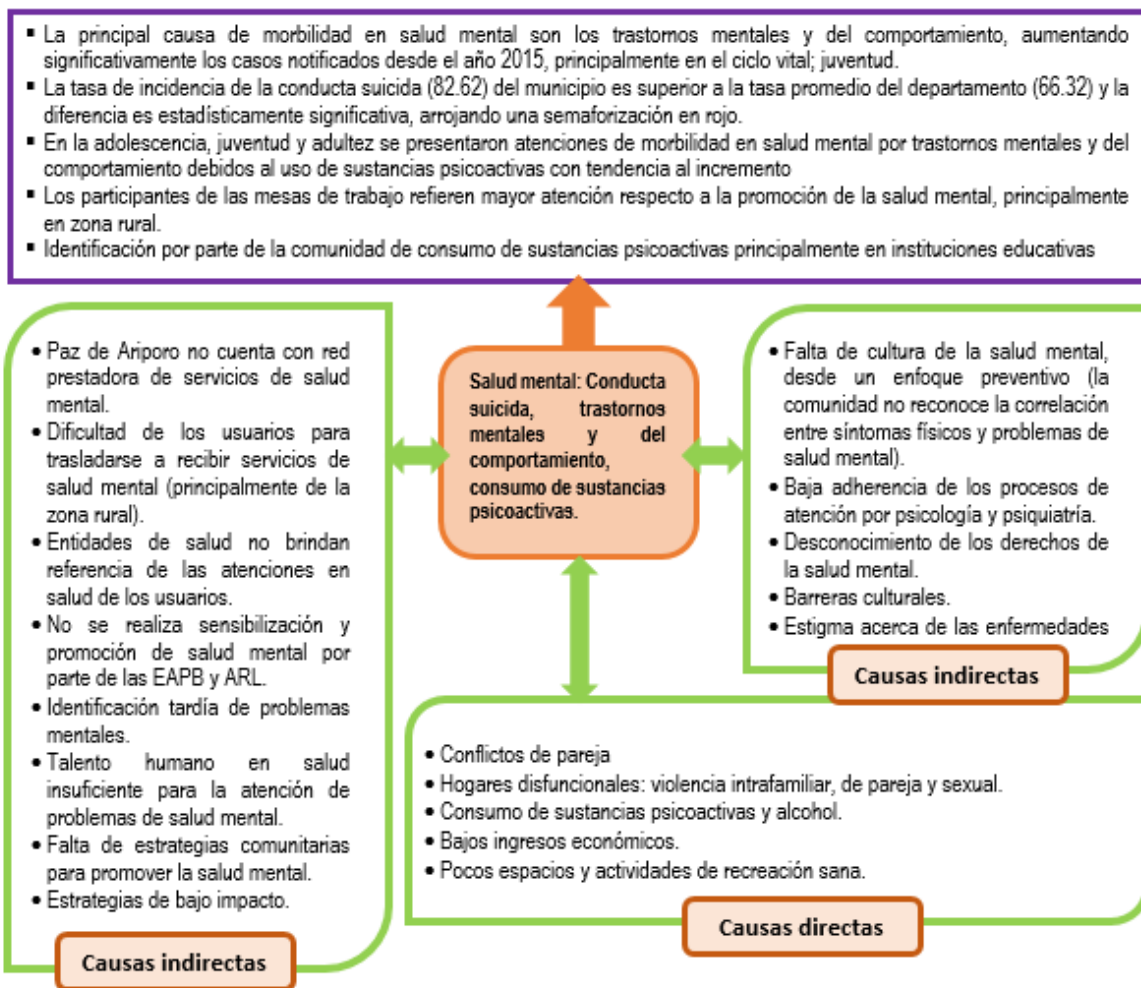 ▪ La principal causa de morbilidad en salud mental son los trastornos mentales y del comportamiento, aumentando
significativamente los casos notificados desde el año 2015, principalmente en el ciclo vital; juventud.
▪ La tasa de incidencia de la conducta suicida (82.62) del municipio es superior a la tasa promedio del departamento (66.32) y la
diferencia es estadísticamente significativa, arrojando una semaforización en rojo.
▪ En la adolescencia, juventud y adultez se presentaron atenciones de morbilidad en salud mental por trastornos mentales y del
comportamiento debidos al uso de sustancias psicoactivas con tendencia al incremento
▪ Los participantes de las mesas de trabajo refieren mayor atención respecto a la promoción de la salud mental, principalmente
en zona rural.
▪ Identificación por parte de la comunidad de consumo de sustancias psicoactivas principalmente en instituciones educativas
• Paz de Ariporo no cuenta con red
prestadora de servicios de salud
mental.
• Dificultad de los usuarios para
trasladarse a recibir servicios de
salud mental (principalmente de la
zona rural).
• Entidades de salud no brindan
referencia de las atenciones en
salud de los usuarios.
• No se realiza sensibilización y
promoción de salud mental por
parte de las EAPB y ARL.
• Identificación tardía de problemas
mentales.
• Talento humano en salud
insuficiente para la atención de
problemas de salud mental.
• Falta de estrategias comunitarias
para promover la salud mental.
• Estrategias de bajo impacto.
Causas indirectas
Salud mental: Conducta
suicida, trastornos
mentales y del
comportamiento,
consumo de sustancias
psicoactivas.
• Falta de cultura de la salud mental,
desde un enfoque preventivo (la
comunidad no reconoce la correlación
entre síntomas físicos y problemas de
salud mental).
• Baja adherencia de los procesos de
atención por psicología y psiquiatría.
• Desconocimiento de los derechos de
la salud mental.
• Barreras culturales.
• Estigma acerca de las enfermedades
Causas indirectas
• Conflictos de pareja
• Hogares disfuncionales: violencia intrafamiliar, de pareja y sexual.
• Consumo de sustancias psicoactivas y alcohol.
• Bajos ingresos económicos.
• Pocos espacios y actividades de recreación sana.
Causas directas